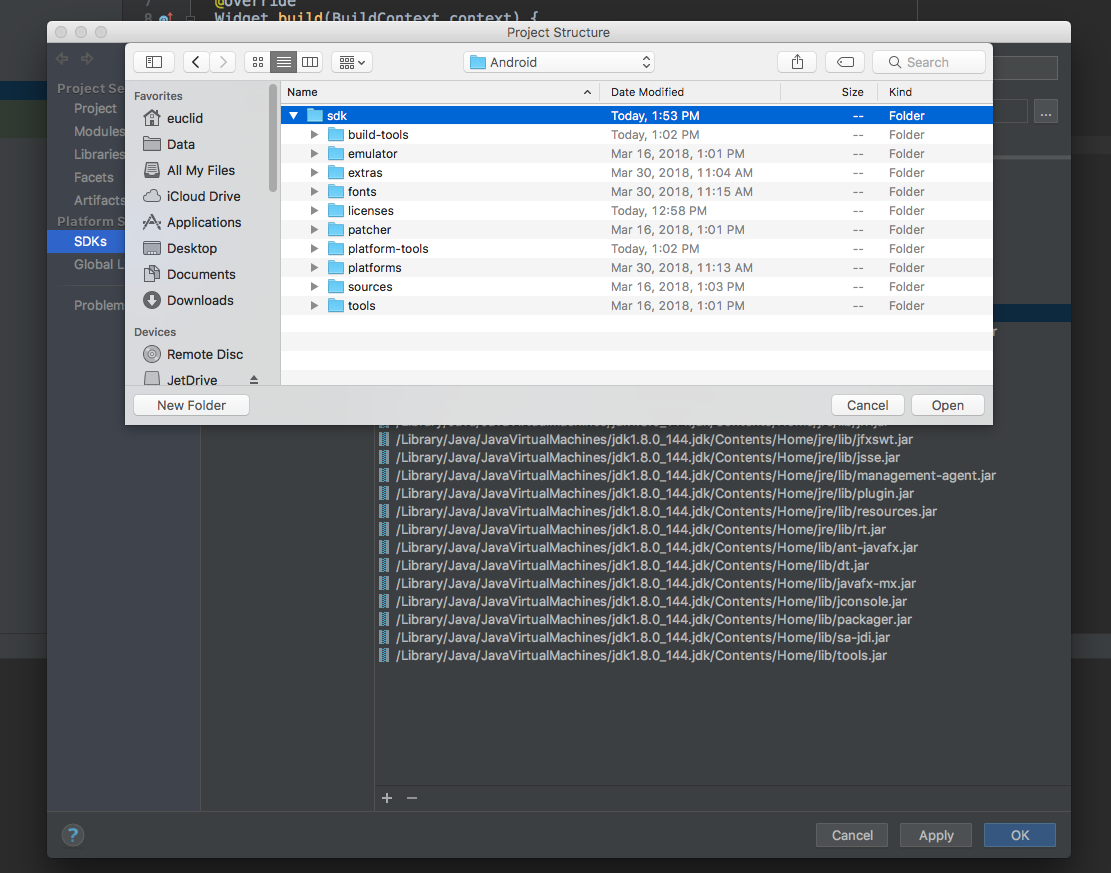 7 @override
8 Widget build(BuildContext context) {
Project Structure
Android
Search
Favorites
euclid
Data
All My Files
iCloud Drive
Applications
Desktop
Documents
Downloads
Devices
Remote Disc
JetDrive
Name Date Modified Size Kind
sdk Today, 1:53 PM -- Folder
build-tools Today, 1:02 PM -- Folder
emulator Mar 16, 2018, 1:01 PM -- Folder
extras Mar 30, 2018, 11:04 AM -- Folder
fonts Mar 30, 2018, 11:15 AM -- Folder
licenses Today, 12:58 PM -- Folder
patcher Mar 16, 2018, 1:01 PM -- Folder
platform-tools Today, 1:02 PM -- Folder
platforms Mar 30, 2018, 11:13 AM -- Folder
sources Mar 16, 2018, 1:03 PM -- Folder
tools Mar 16, 2018, 1:01 PM -- Folder
New Folder Cancel Open
Project Se
Project
Modules
Libraries
Facets
Artifacts
Platform S
SDKs
Global L
Problem
...
/Library/Java/JavaVirtualMachines/jdk1.8.0_144.jdk/Contents/Home/jre/lib/jfxswt.jar
/Library/Java/JavaVirtualMachines/jdk1.8.0_144.jdk/Contents/Home/jre/lib/jsse.jar
/Library/Java/JavaVirtualMachines/jdk1.8.0_144.jdk/Contents/Home/jre/lib/management-agent.jar
/Library/Java/JavaVirtualMachines/jdk1.8.0_144.jdk/Contents/Home/jre/lib/plugin.jar
/Library/Java/JavaVirtualMachines/jdk1.8.0_144.jdk/Contents/Home/jre/lib/resources.jar
/Library/Java/JavaVirtualMachines/jdk1.8.0_144.jdk/Contents/Home/jre/lib/rt.jar
/Library/Java/JavaVirtualMachines/jdk1.8.0_144.jdk/Contents/Home/lib/ant-javafx.jar
/Library/Java/JavaVirtualMachines/jdk1.8.0_144.jdk/Contents/Home/lib/dt.jar
/Library/Java/JavaVirtualMachines/jdk1.8.0_144.jdk/Contents/Home/lib/javafx-mx.jar
/Library/Java/JavaVirtualMachines/jdk1.8.0_144.jdk/Contents/Home/lib/jconsole.jar
/Library/Java/JavaVirtualMachines/jdk1.8.0_144.jdk/Contents/Home/lib/packager.jar
/Library/Java/JavaVirtualMachines/jdk1.8.0_144.jdk/Contents/Home/lib/sa-jdi.jar
/Library/Java/JavaVirtualMachines/jdk1.8.0_144.jdk/Contents/Home/lib/tools.jar
+ −
? Cancel Apply OK